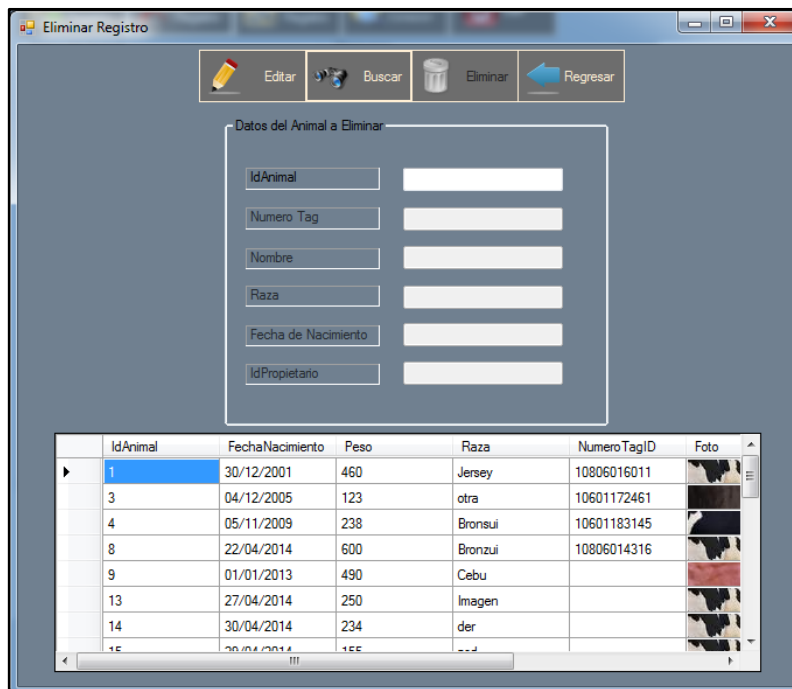 Eliminar Registro
Editar Buscar Eliminar Regresar
Datos del Animal a Eliminar
IdAnimal
Numero Tag
Nombre
Raza
Fecha de Nacimiento
IdPropietario
IdAnimal FechaNacimiento Peso Raza NumeroTagID Foto
1 30/12/2001 460 Jersey 10806016011
3 04/12/2005 123 otra 10601172461
4 05/11/2009 238 Bronsui 10601183145
8 22/04/2014 600 Bronzui 10806014316
9 01/01/2013 490 Cebu
13 27/04/2014 250 Imagen
14 30/04/2014 234 der